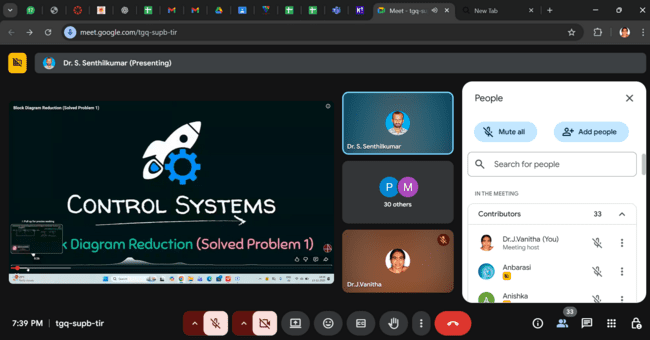 Meet - tgq-su
New Tab
meet.google.com/tgq-supb-tir
Dr. S. Senthilkumar (Presenting)
Block Diagram Reduction (Solved Problem 1)
CONTROL SYSTEMS
k Diagram Reduction (Solved Problem 1)
Search
Dr. S. Senthilkumar
P M
30 others
Dr.J.Vanitha
People
Mute all
Add people
Search for people
IN THE MEETING
Contributors 33
Dr.J.Vanitha (You)
Meeting host
Anbarasi
A Anishka
7:39 PM | tgq-supb-tir
33